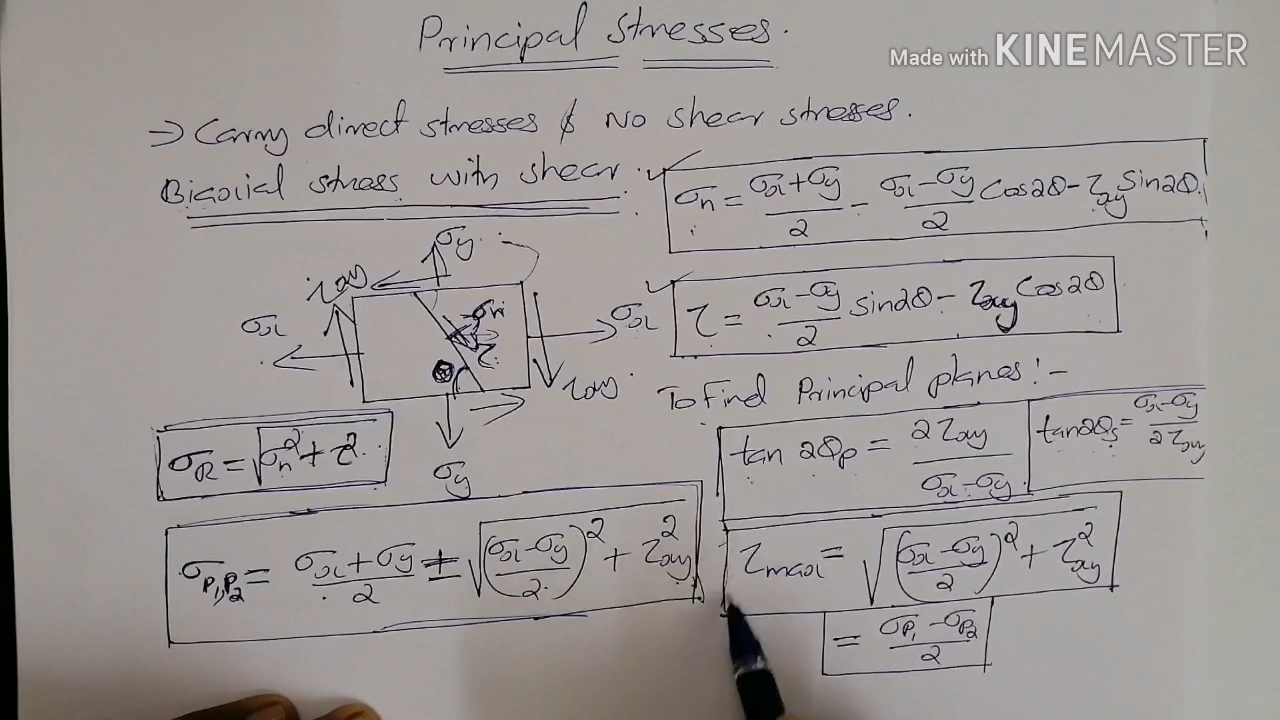 Principal Stresses.
Made with KINEMASTER
→ Carry direct stresses & No shear stresses.
Biaxial stress with shear:
σn = (σx+σy)/2 - (σx-σy)/2 Cos2θ - τxy Sin2θ
τ = (σx-σy)/2 Sin2θ - τxy Cos2θ
σy
τxy
σx
σn
τ
θ
σx
τxy
σy
To Find Principal planes:-
σR = √(σn² + τ²)
tan 2θp = 2τxy/(σx-σy)
tan2θs = (σx-σy)/2τxy
σP1,P2 = (σx+σy)/2 ± √(((σx-σy)/2)² + τxy²)
τmax = √(((σx-σy)/2)² + τxy²)
= (σP1 - σP2)/2